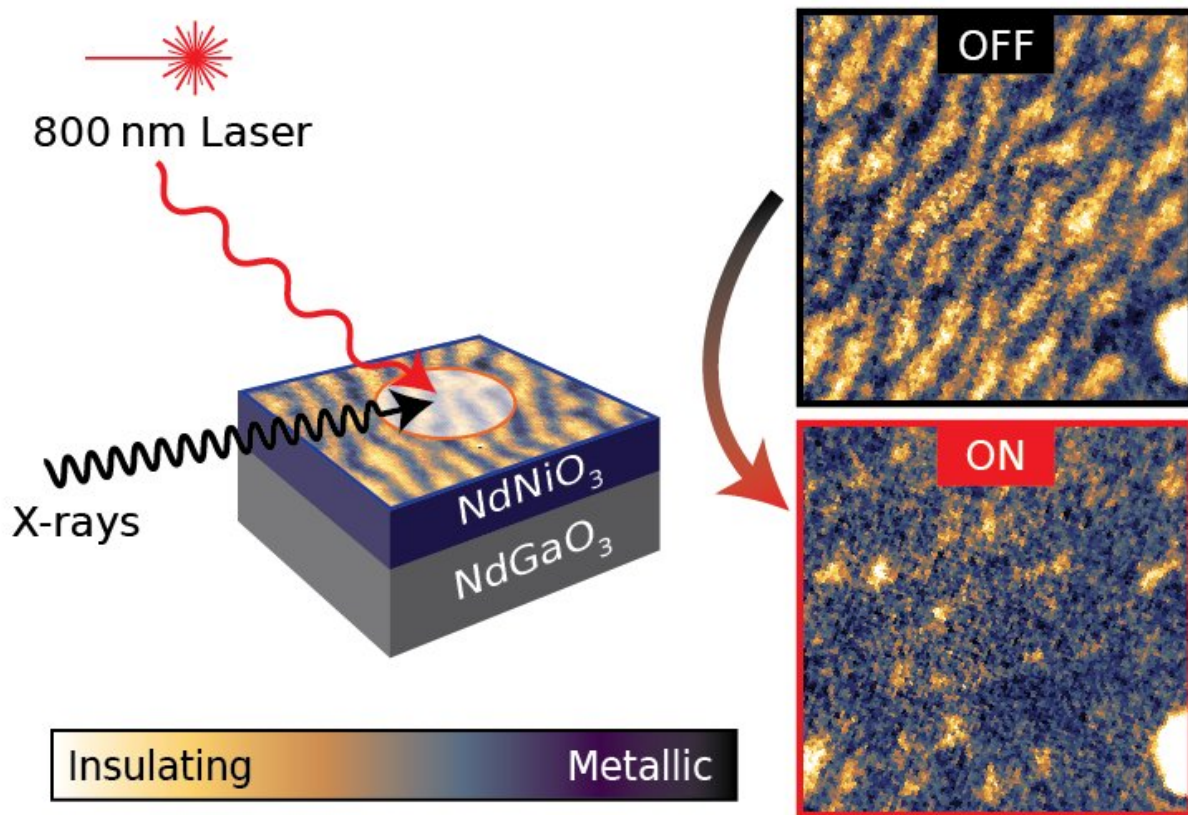 800 nm Laser
X-rays
NdNiO₃
NdGaO₃
Insulating
Metallic
OFF
ON